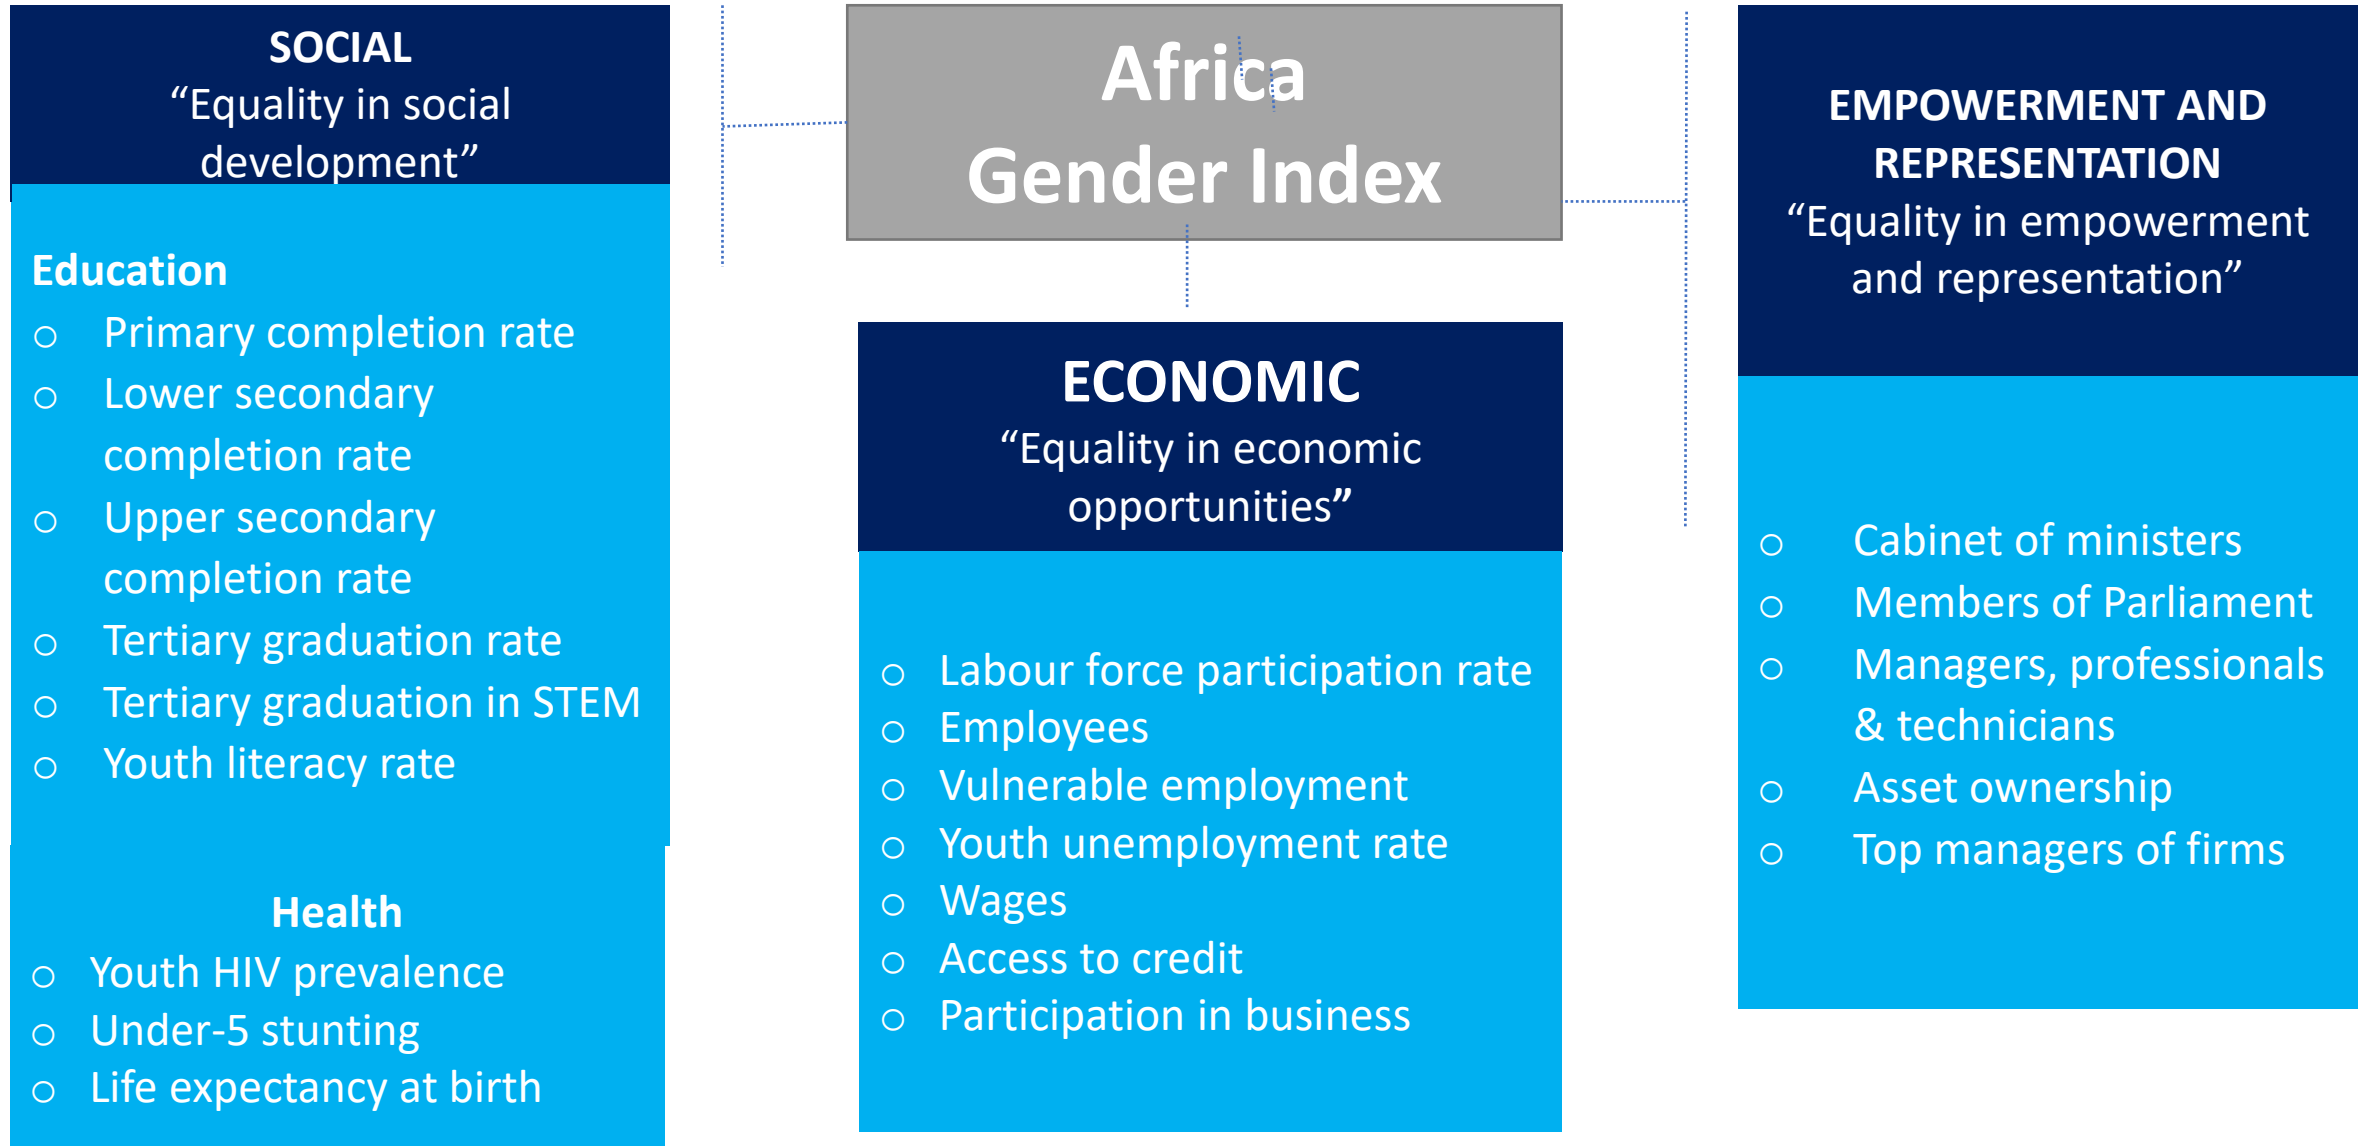 SOCIAL
“Equality in social
development”
Education
o Primary completion rate
o Lower secondary
completion rate
o Upper secondary
completion rate
o Tertiary graduation rate
o Tertiary graduation in STEM
o Youth literacy rate
Health
o Youth HIV prevalence
o Under-5 stunting
o Life expectancy at birth
Africa
Gender Index
ECONOMIC
“Equality in economic
opportunities”
o Labour force participation rate
o Employees
o Vulnerable employment
o Youth unemployment rate
o Wages
o Access to credit
o Participation in business
EMPOWERMENT AND
REPRESENTATION
“Equality in empowerment
and representation”
o Cabinet of ministers
o Members of Parliament
o Managers, professionals
& technicians
o Asset ownership
o Top managers of firms